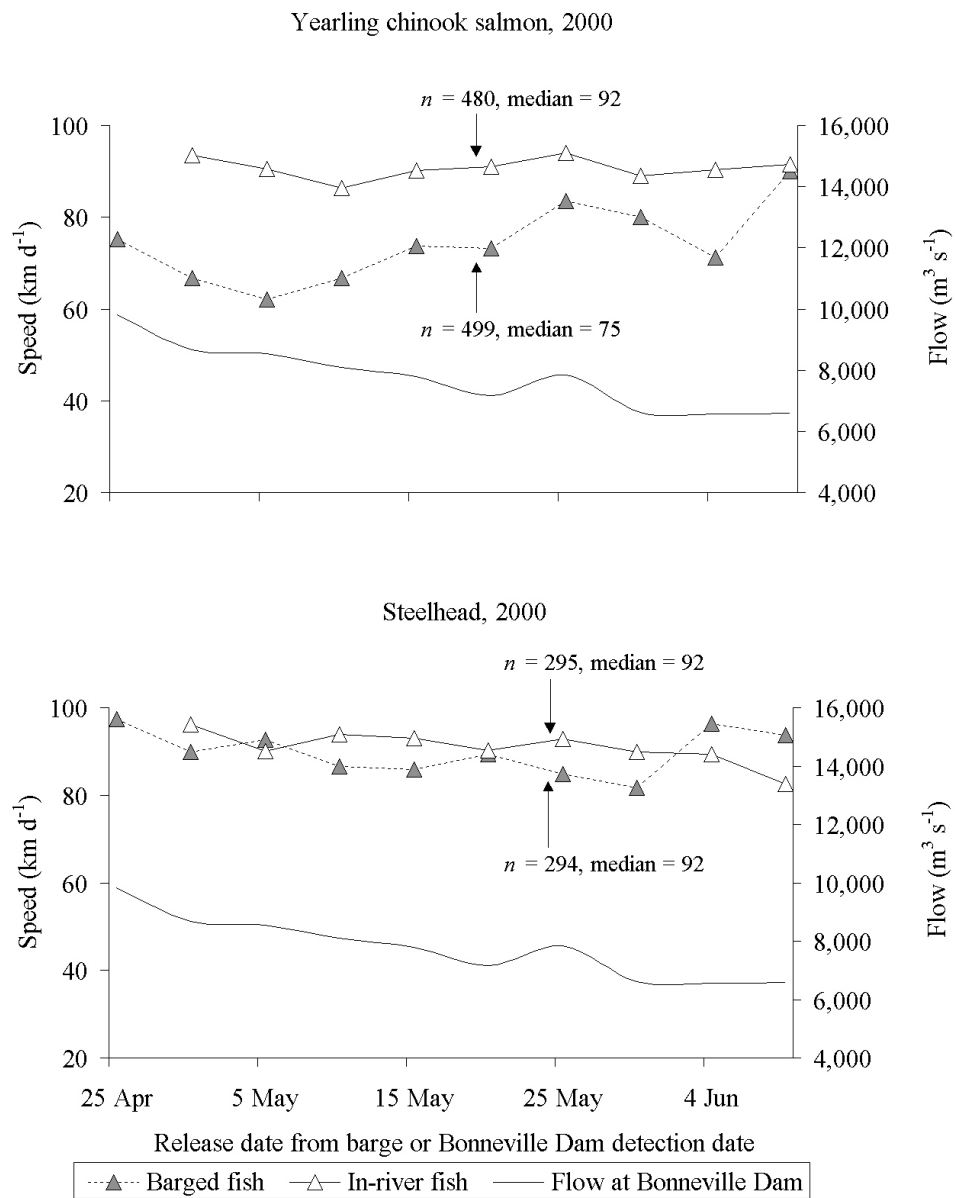 Yearling chinook salmon, 2000
n = 480, median = 92
100
80
60
40
20
Speed (km d⁻¹)
16,000
14,000
12,000
10,000
8,000
6,000
4,000
Flow (m³ s⁻¹)
n = 499, median = 75
Steelhead, 2000
n = 295, median = 92
100
80
60
40
20
Speed (km d⁻¹)
16,000
14,000
12,000
10,000
8,000
6,000
4,000
Flow (m³ s⁻¹)
n = 294, median = 92
25 Apr 5 May 15 May 25 May 4 Jun
Release date from barge or Bonneville Dam detection date
Barged fish In-river fish Flow at Bonneville Dam